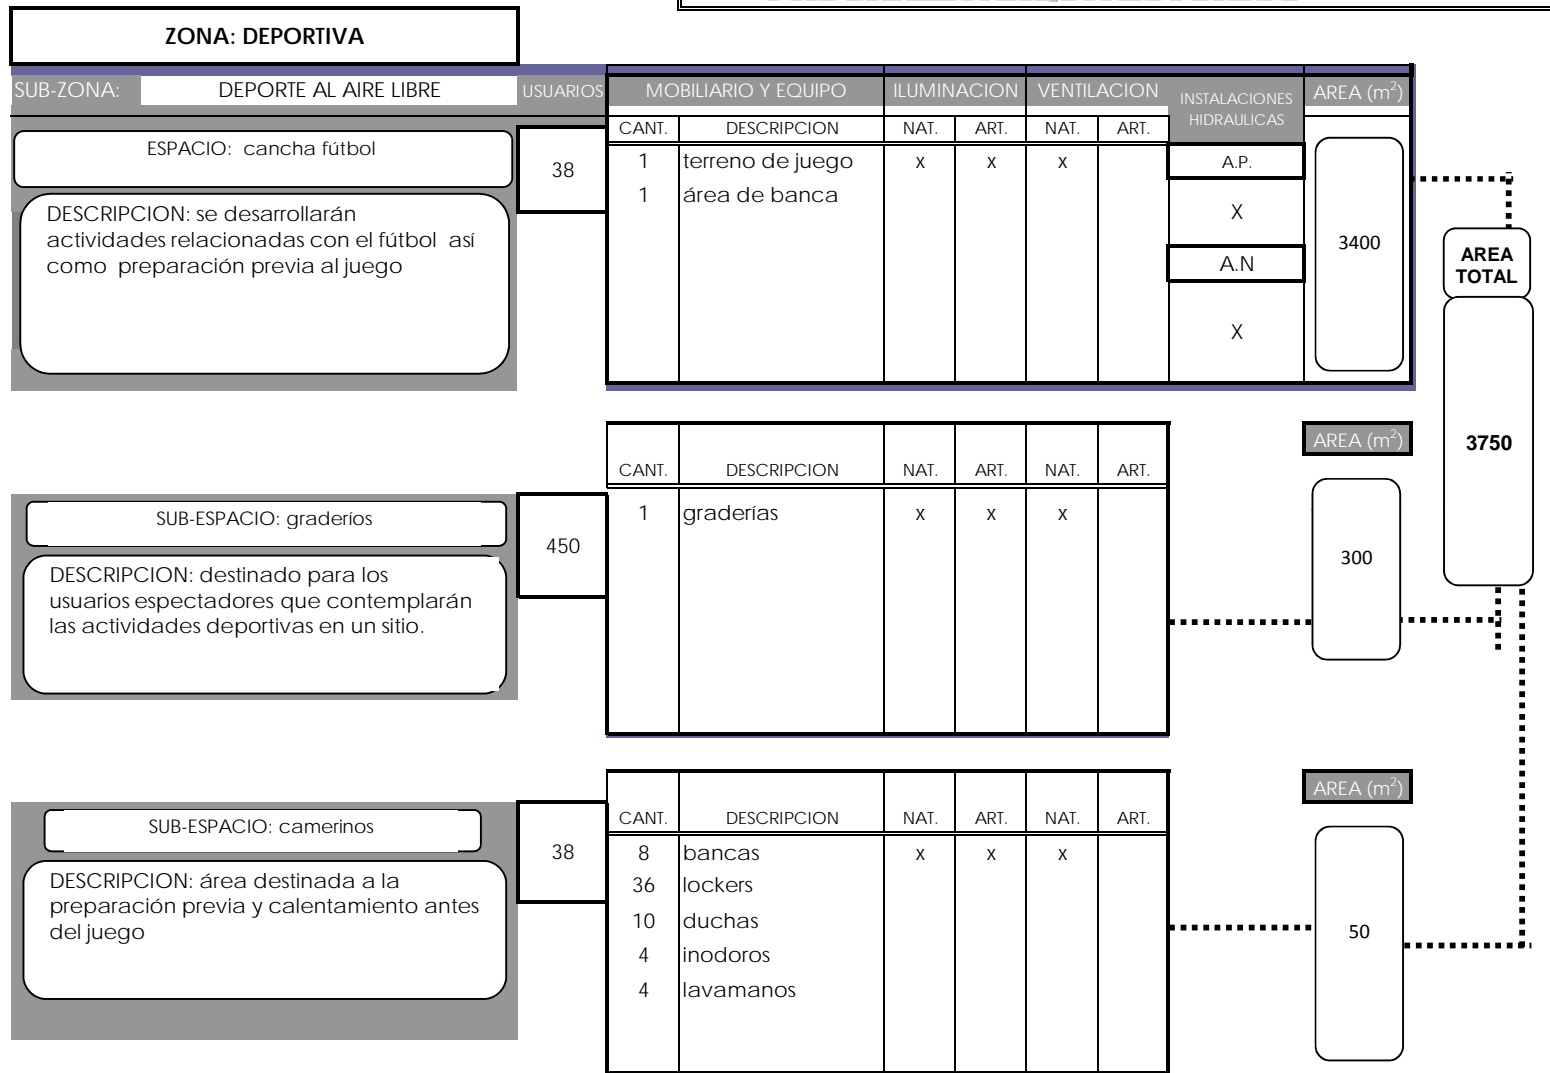 ZONA: DEPORTIVA
SUB-ZONA: DEPORTE AL AIRE LIBRE USUARIOS MOBILIARIO Y EQUIPO ILUMINACION VENTILACION INSTALACIONES HIDRAULICAS AREA (m²)
CANT. DESCRIPCION NAT. ART. NAT. ART.
ESPACIO: cancha fútbol
38
1 terreno de juego x x x
A.P.
1 área de banca
X
DESCRIPCION: se desarrollarán
actividades relacionadas con el fútbol así
como preparación previa al juego
A.N
X
3400
AREA
TOTAL
3750
CANT. DESCRIPCION NAT. ART. NAT. ART.
AREA (m²)
SUB-ESPACIO: graderíos
450
1 graderías x x x
300
DESCRIPCION: destinado para los
usuarios espectadores que contemplarán
las actividades deportivas en un sitio.
CANT. DESCRIPCION NAT. ART. NAT. ART.
AREA (m²)
SUB-ESPACIO: camerinos
38
8 bancas x x x
36 lockers
10 duchas
4 inodoros
4 lavamanos
50
DESCRIPCION: área destinada a la
preparación previa y calentamiento antes
del juego